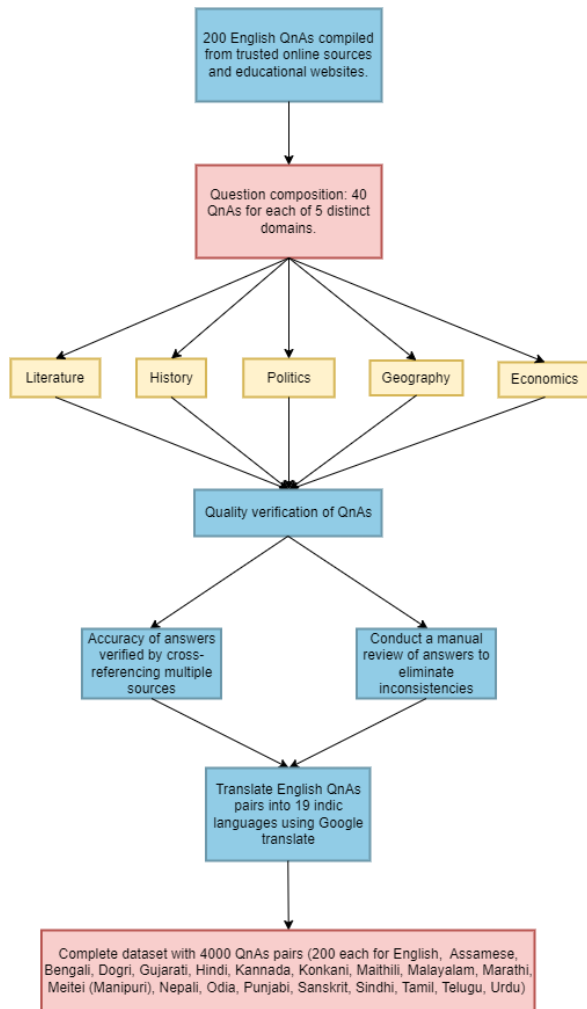 200 English QnAs compiled
from trusted online sources
and educational websites.
Question composition: 40
QnAs for each of 5 distinct
domains.
Literature
History
Politics
Geography
Economics
Quality verification of QnAs
Accuracy of answers
verified by cross-
referencing multiple
sources
Conduct a manual
review of answers to
eliminate
inconsistencies
Translate English QnAs
pairs into 19 indic
languages using Google
translate
Complete dataset with 4000 QnAs pairs (200 each for English, Assamese,
Bengali, Dogri, Gujarati, Hindi, Kannada, Konkani, Maithili, Malayalam, Marathi,
Meitei (Manipuri), Nepali, Odia, Punjabi, Sanskrit, Sindhi, Tamil, Telugu, Urdu)